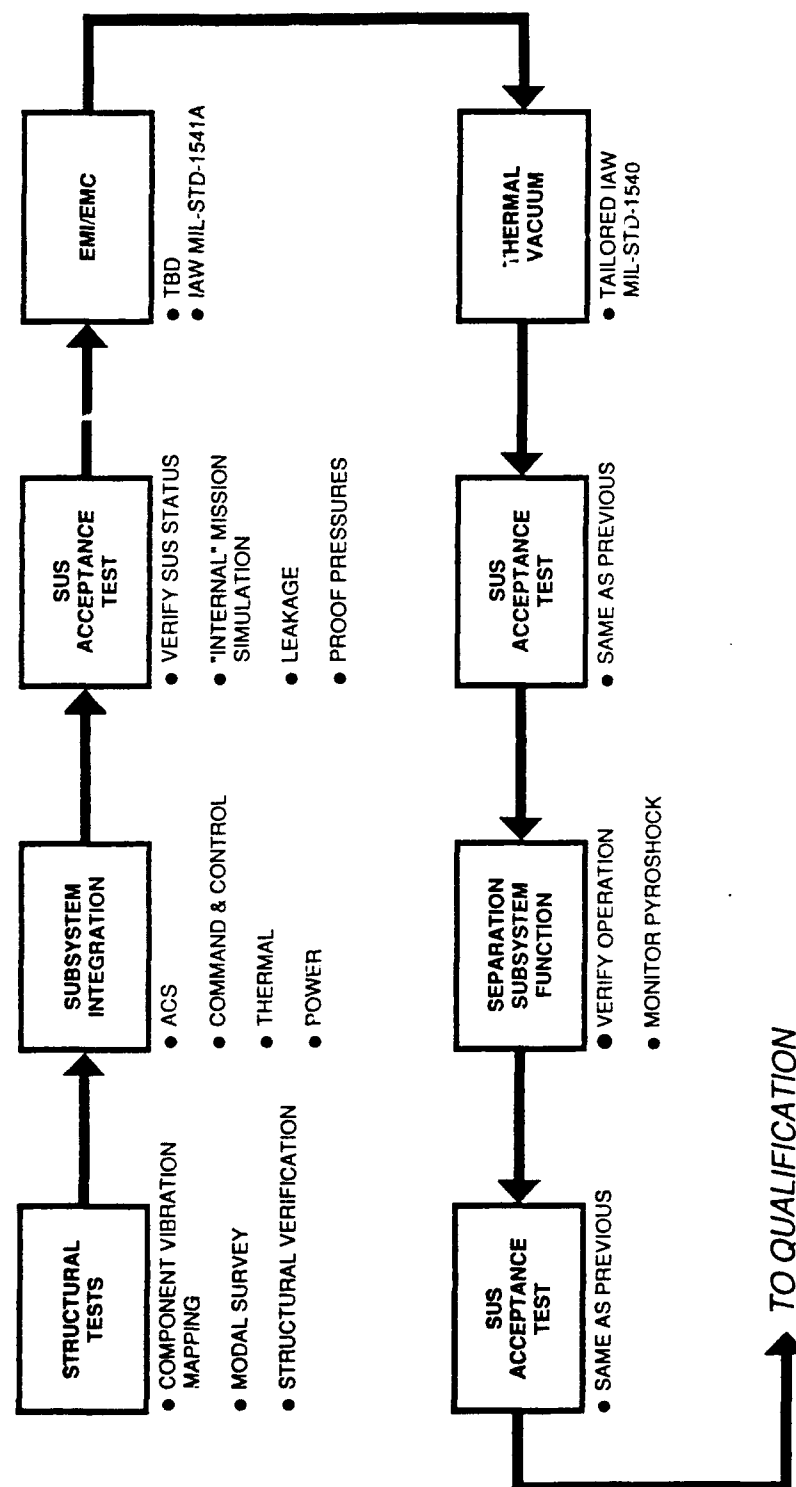 STRUCTURAL
TESTS
● COMPONENT VIBRATION
MAPPING
● MODAL SURVEY
● STRUCTURAL VERIFICATION
SUBSYSTEM
INTEGRATION
● ACS
● COMMAND & CONTROL
● THERMAL
● POWER
SUS
ACCEPTANCE
TEST
● VERIFY SUS STATUS
● "INTERNAL" MISSION
SIMULATION
● LEAKAGE
● PROOF PRESSURES
EMI/EMC
● TBD
● IAW MIL-STD-1541A
THERMAL
VACUUM
● TAILORED IAW
MIL-STD-1540
SUS
ACCEPTANCE
TEST
● SAME AS PREVIOUS
SEPARATION
SUBSYSTEM
FUNCTION
● VERIFY OPERATION
● MONITOR PYROSHOCK
SUS
ACCEPTANCE
TEST
● SAME AS PREVIOUS
TO QUALIFICATION